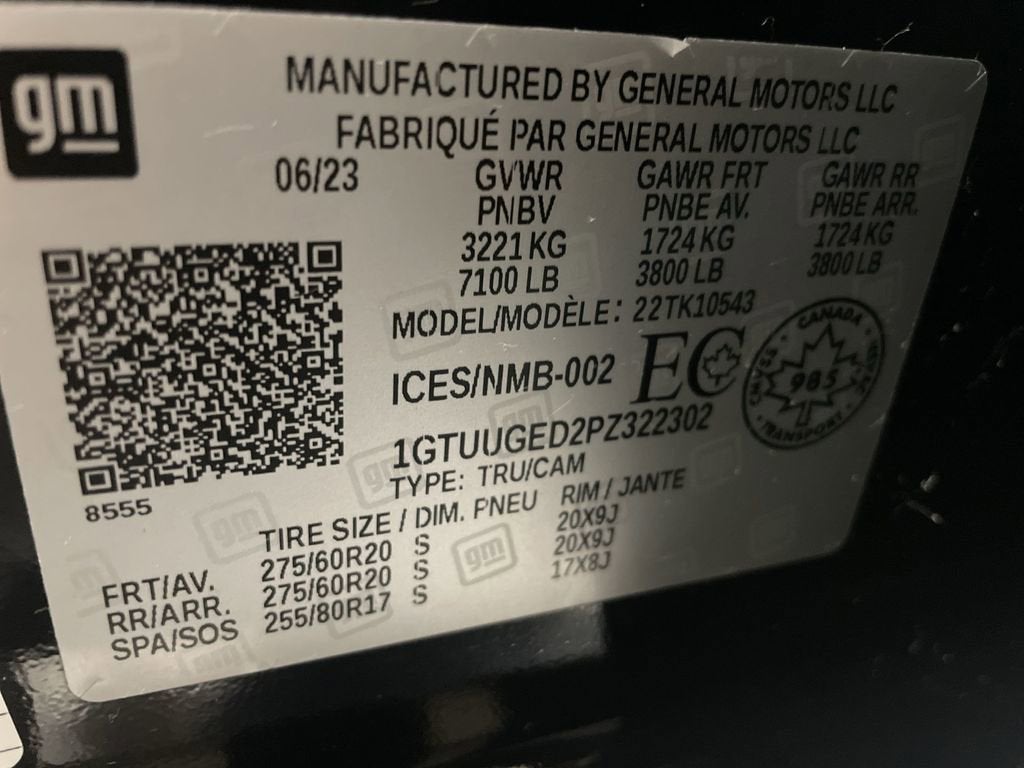 gm
MANUFACTURED BY GENERAL MOTORS LLC
FABRIQUÉ PAR GENERAL MOTORS LLC
06/23 GVWR GAWR FRT GAWR RR
PNBV PNBE AV. PNBE ARR.
3221 KG 1724 KG 1724 KG
7100 LB 3800 LB 3800 LB
MODEL/MODÈLE: 22TK10543
ICES/NMB-002 EC
CANADA
985
TRANSPORT
1GTUUGED2PZ322302
TYPE: TRU/CAM
8555
TIRE SIZE / DIM. PNEU RIM / JANTE
FRT/AV. 275/60R20 S 20X9J
RR/ARR. 275/60R20 S 20X9J
SPA/SOS 255/80R17 S 17X8J
gm
gm
gm